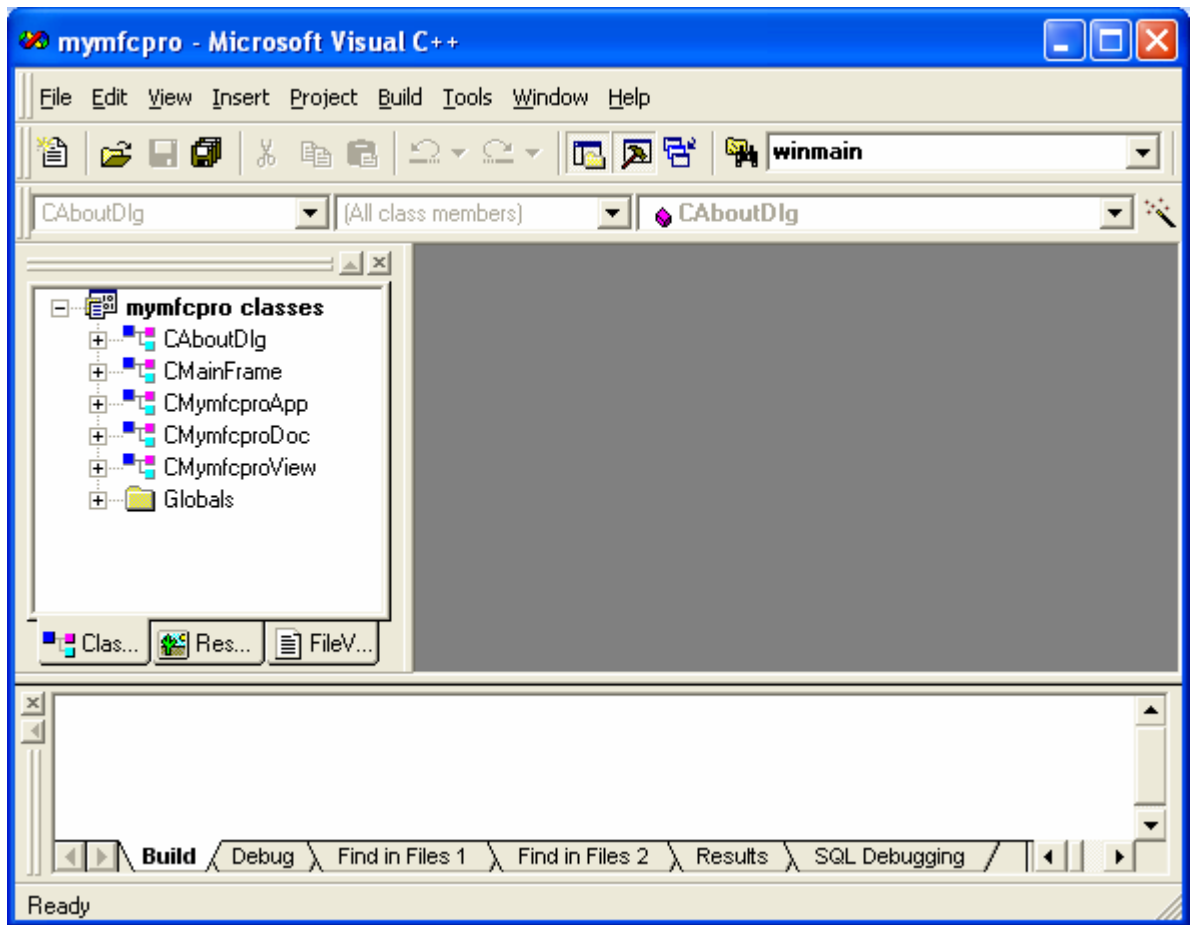 mymfcpro - Microsoft Visual C++
File Edit View Insert Project Build Tools Window Help
winmain
CAboutDlg (All class members) CAboutDlg
mymfcpro classes
CAboutDlg
CMainFrame
CMymfcproApp
CMymfcproDoc
CMymfcproView
Globals
Clas... Res... FileV...
Build Debug Find in Files 1 Find in Files 2 Results SQL Debugging
Ready